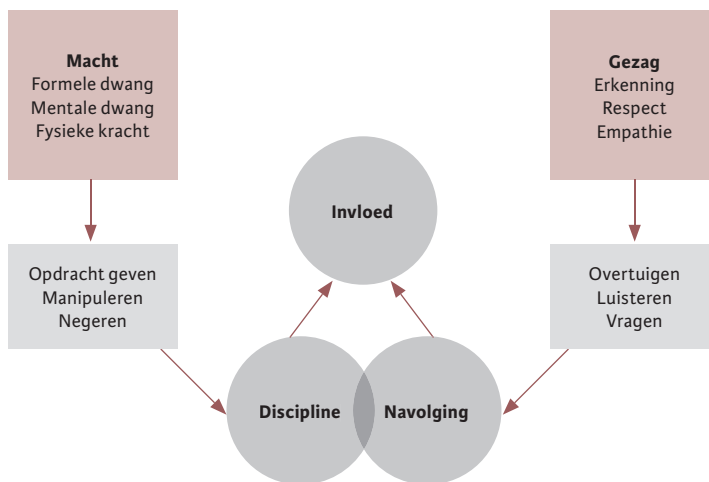 Macht
Formele dwang
Mentale dwang
Fysieke kracht
Gezag
Erkenning
Respect
Empathie
Invloed
Opdracht geven
Manipuleren
Negeren
Overtuigen
Luisteren
Vragen
Discipline
Navolging